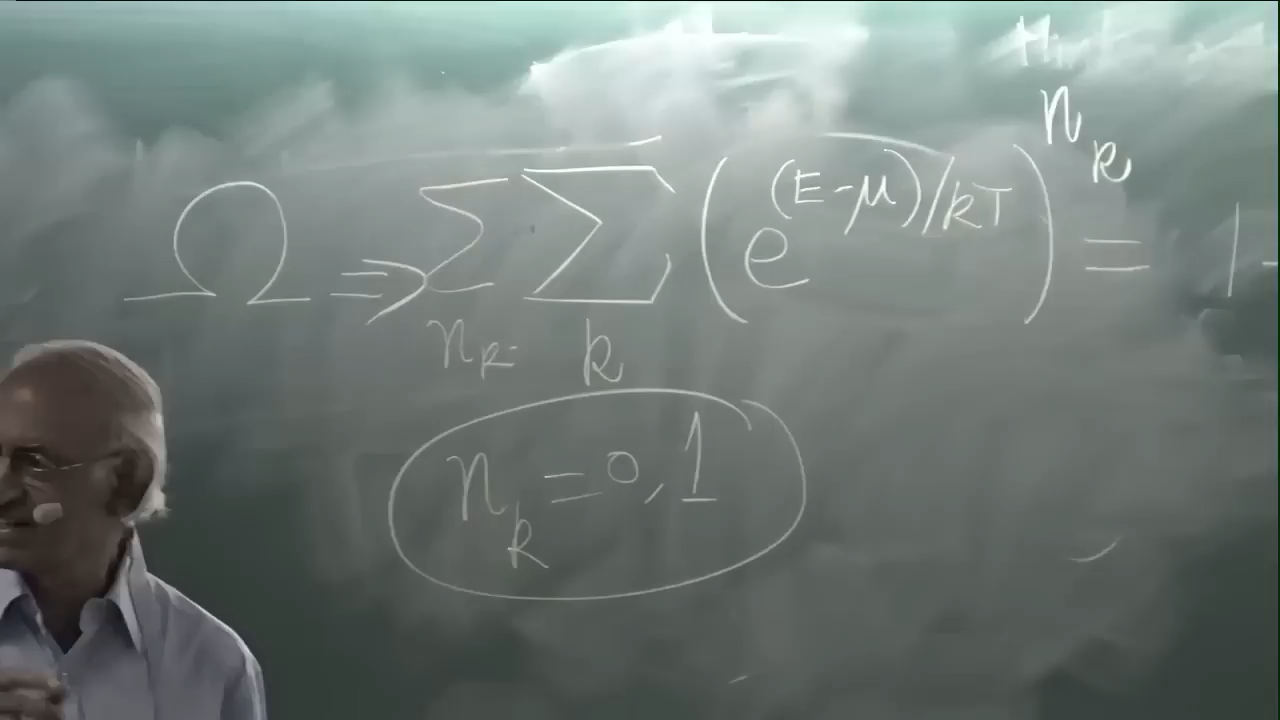 Ω ⇒ Σ Σ (e^{(E-μ)/kT})^{n_k} = 1-
n_k k
n_k = 0, 1